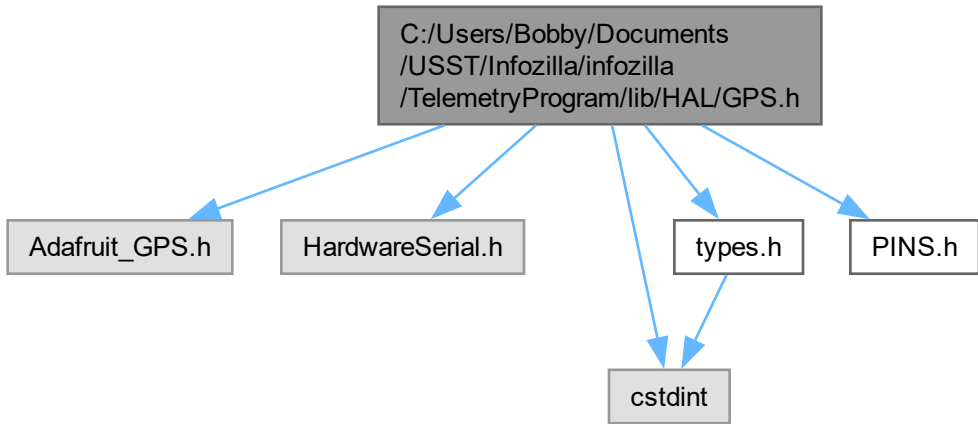 C:/Users/Bobby/Documents
/USST/Infozilla/infozilla
/TelemetryProgram/lib/HAL/GPS.h
Adafruit_GPS.h
HardwareSerial.h
types.h
PINS.h
cstdint